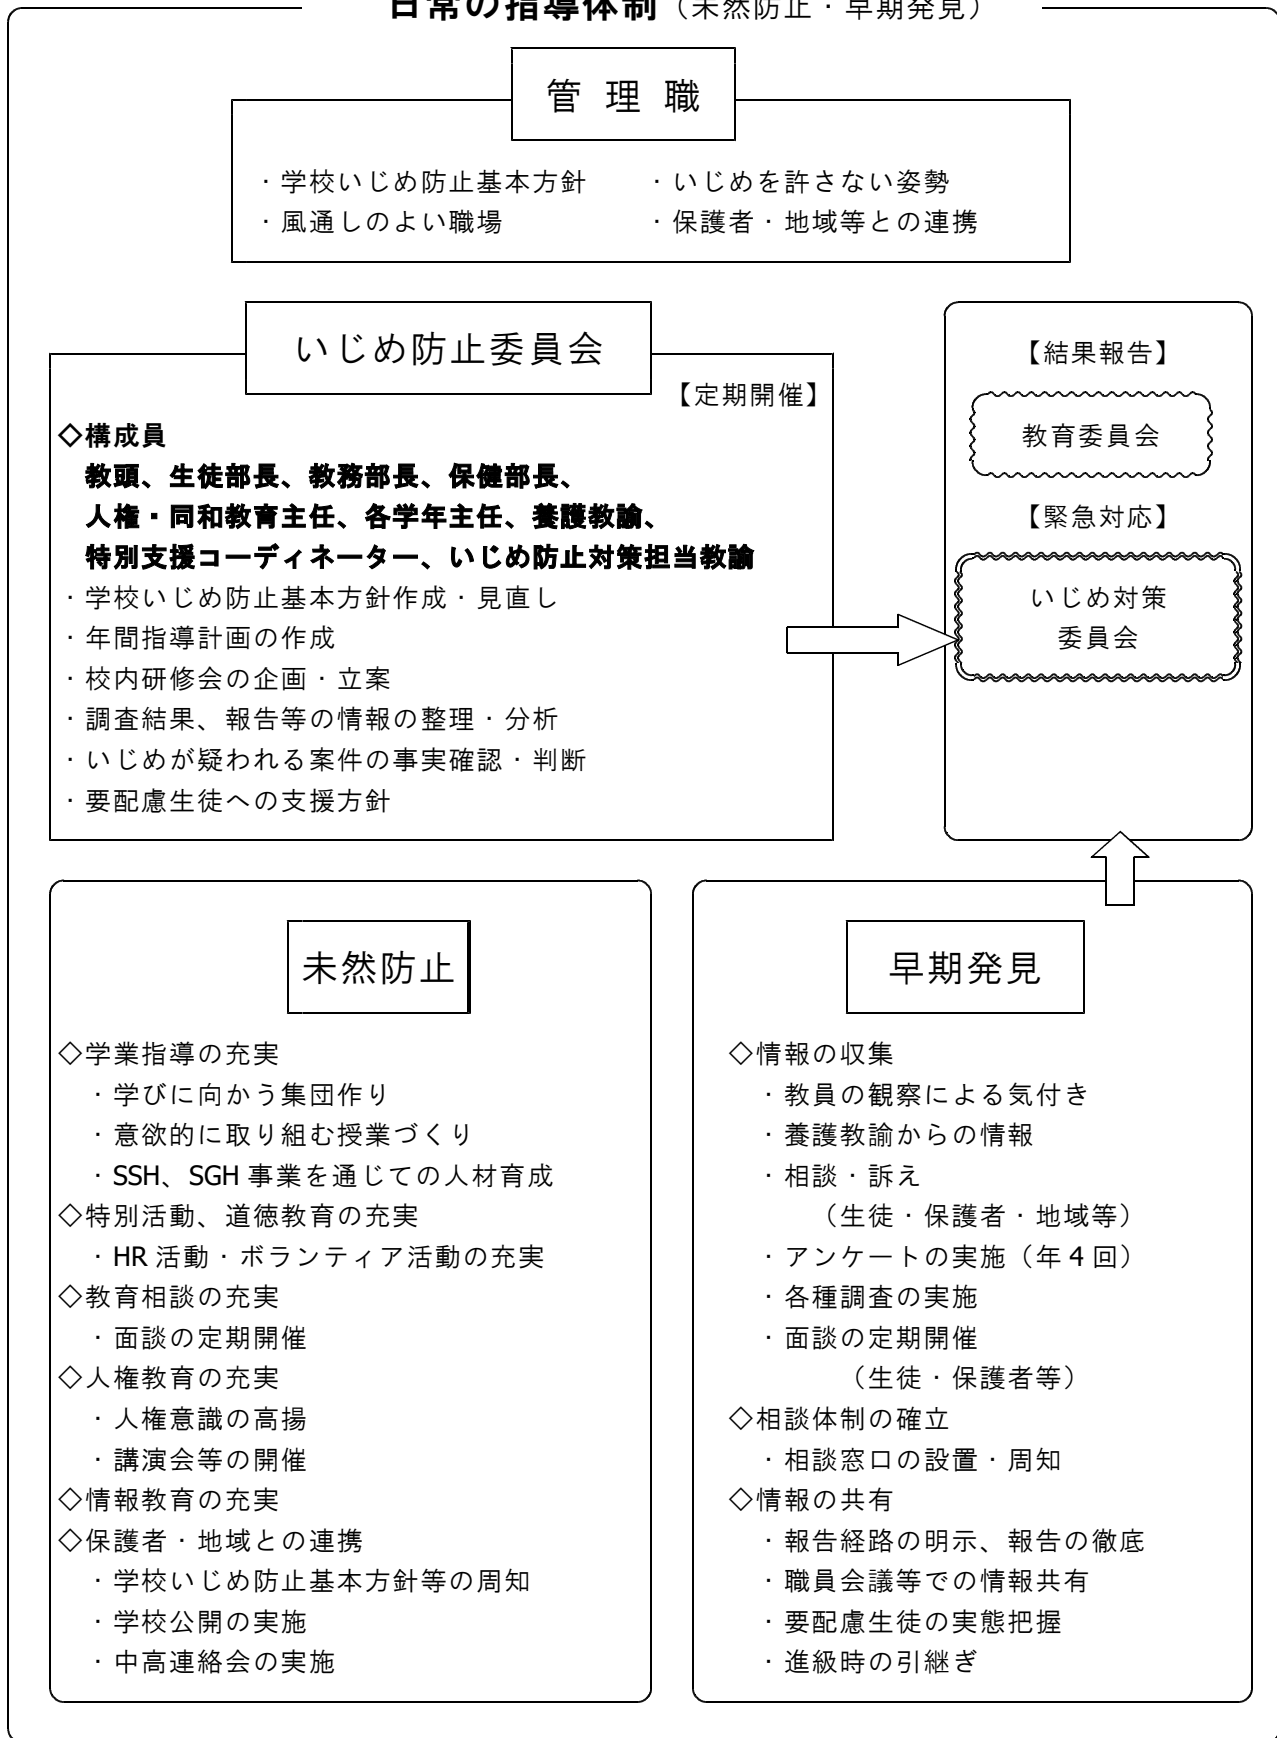 日常の指導体制(未然防止・早期発見)
管理職
・学校いじめ防止基本方針 ・いじめを許さない姿勢
・風通しのよい職場 ・保護者・地域等との連携
いじめ防止委員会
【定期開催】
◇構成員
教頭、生徒部長、教務部長、保健部長、
人権・同和教育主任、各学年主任、養護教諭、
特別支援コーディネーター、いじめ防止対策担当教諭
・学校いじめ防止基本方針作成・見直し
・年間指導計画の作成
・校内研修会の企画・立案
・調査結果、報告等の情報の整理・分析
・いじめが疑われる案件の事実確認・判断
・要配慮生徒への支援方針
【結果報告】
教育委員会
【緊急対応】
いじめ対策
委員会
未然防止
◇学業指導の充実
・学びに向かう集団作り
・意欲的に取り組む授業づくり
・SSH、SGH 事業を通じての人材育成
◇特別活動、道徳教育の充実
・HR 活動・ボランティア活動の充実
◇教育相談の充実
・面談の定期開催
◇人権教育の充実
・人権意識の高揚
・講演会等の開催
◇情報教育の充実
◇保護者・地域との連携
・学校いじめ防止基本方針等の周知
・学校公開の実施
・中高連絡会の実施
早期発見
◇情報の収集
・教員の観察による気付き
・養護教諭からの情報
・相談・訴え
(生徒・保護者・地域等)
・アンケートの実施(年4回)
・各種調査の実施
・面談の定期開催
(生徒・保護者等)
◇相談体制の確立
・相談窓口の設置・周知
◇情報の共有
・報告経路の明示、報告の徹底
・職員会議等での情報共有
・要配慮生徒の実態把握
・進級時の引継ぎ